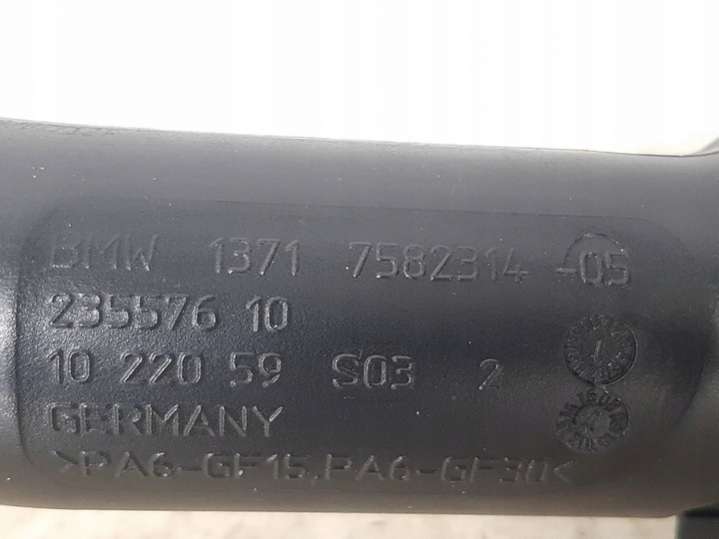 BMW 1371 7582314-05
235576 10
10 220 59 S03 2
GERMANY
>PA6-GF15,PA6-GF30<